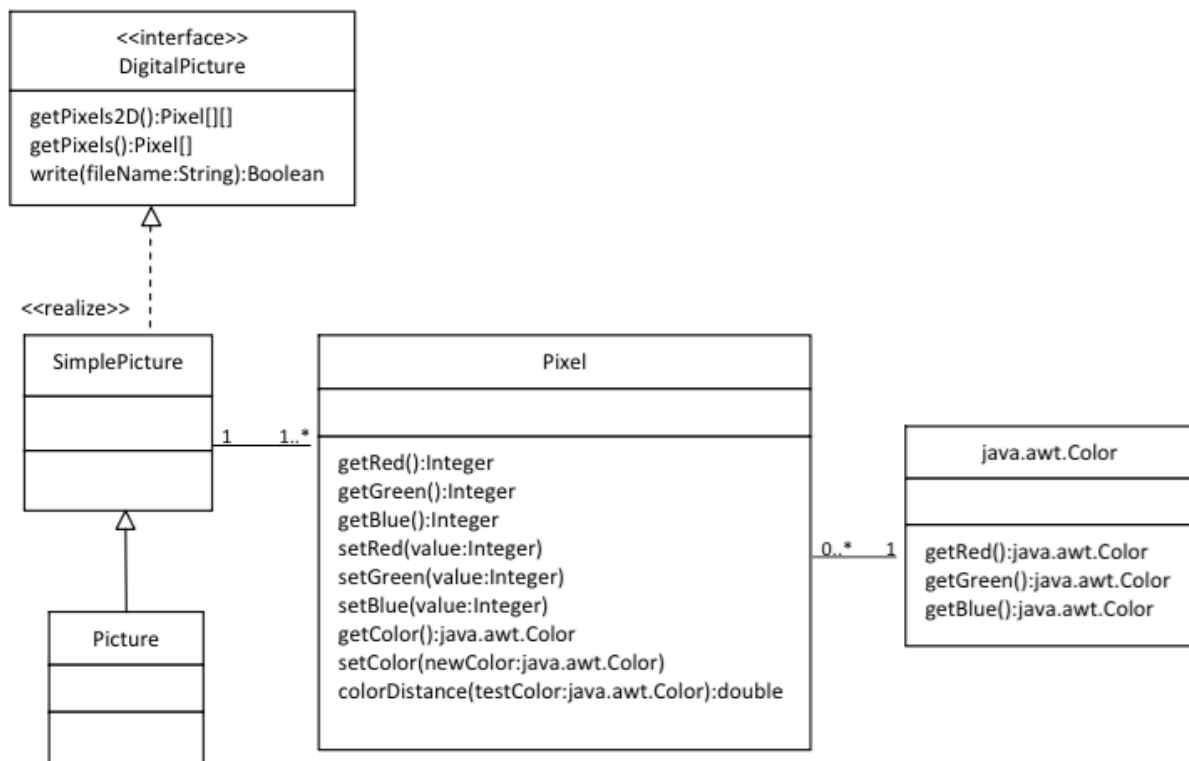 <<interface>>
DigitalPicture
getPixels2D():Pixel[][]
getPixels():Pixel[]
write(fileName:String):Boolean
<<realize>>
SimplePicture
1
1..*
Pixel
getRed():Integer
getGreen():Integer
getBlue():Integer
setRed(value:Integer)
setGreen(value:Integer)
setBlue(value:Integer)
getColor():java.awt.Color
setColor(newColor:java.awt.Color)
colorDistance(testColor:java.awt.Color):double
0..*
1
java.awt.Color
getRed():java.awt.Color
getGreen():java.awt.Color
getBlue():java.awt.Color
Picture